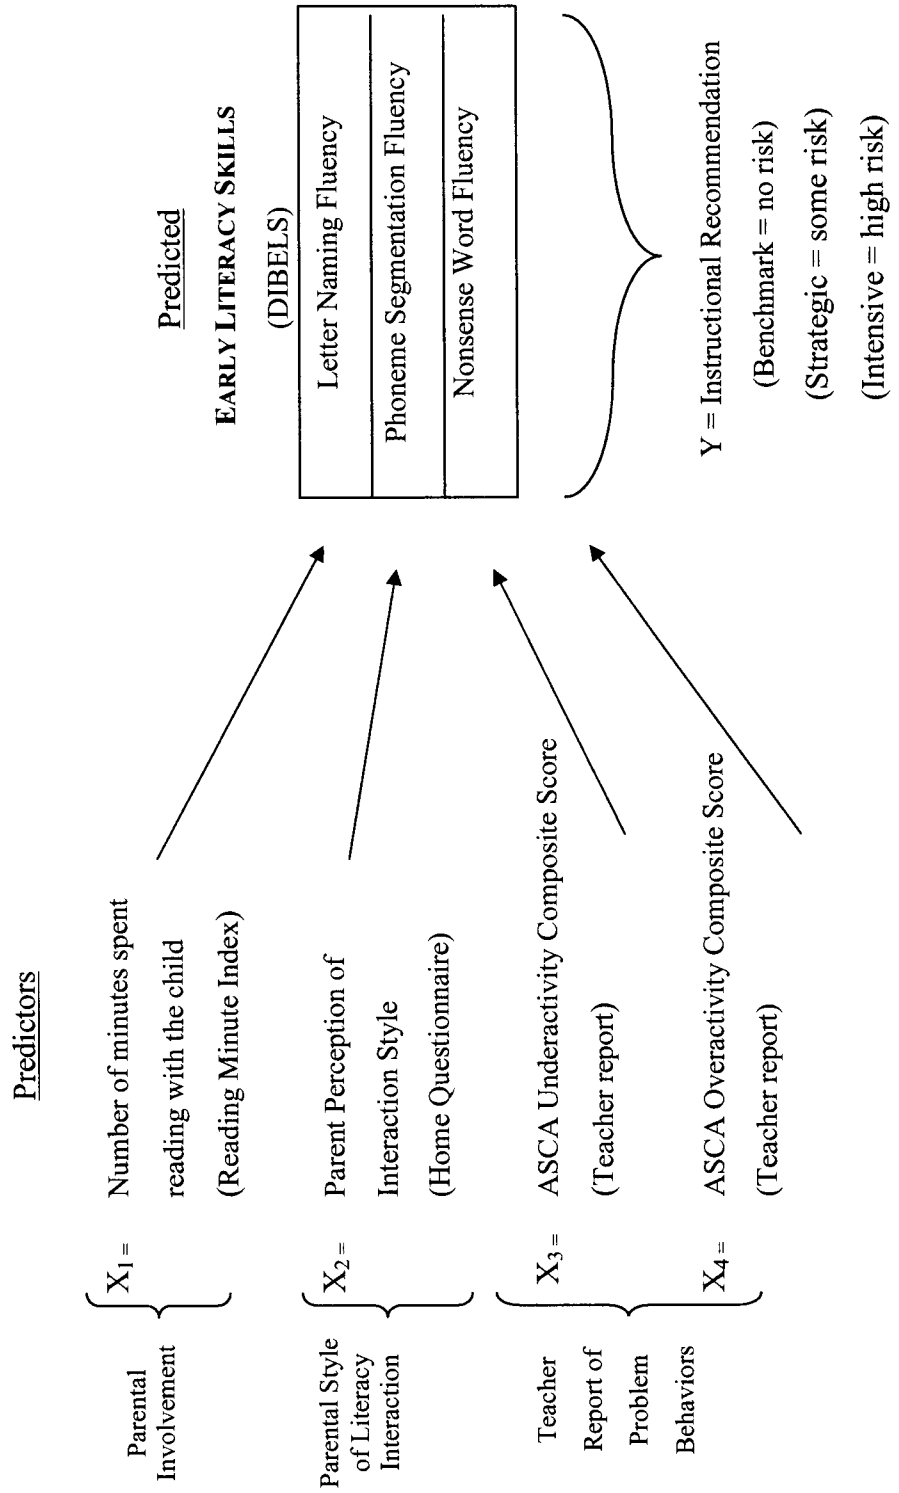 Predictors
Parental
Involvement
X1 =
Number of minutes spent
reading with the child
(Reading Minute Index)
Parental Style
of Literacy
Interaction
X2 =
Parent Perception of
Interaction Style
(Home Questionnaire)
Teacher
Report of
Problem
Behaviors
X3 =
ASCA Underactivity Composite Score
(Teacher report)
X4 =
ASCA Overactivity Composite Score
(Teacher report)
Predicted
EARLY LITERACY SKILLS
(DIBELS)
Letter Naming Fluency
Phoneme Segmentation Fluency
Nonsense Word Fluency
Y = Instructional Recommendation
(Benchmark = no risk)
(Strategic = some risk)
(Intensive = high risk)